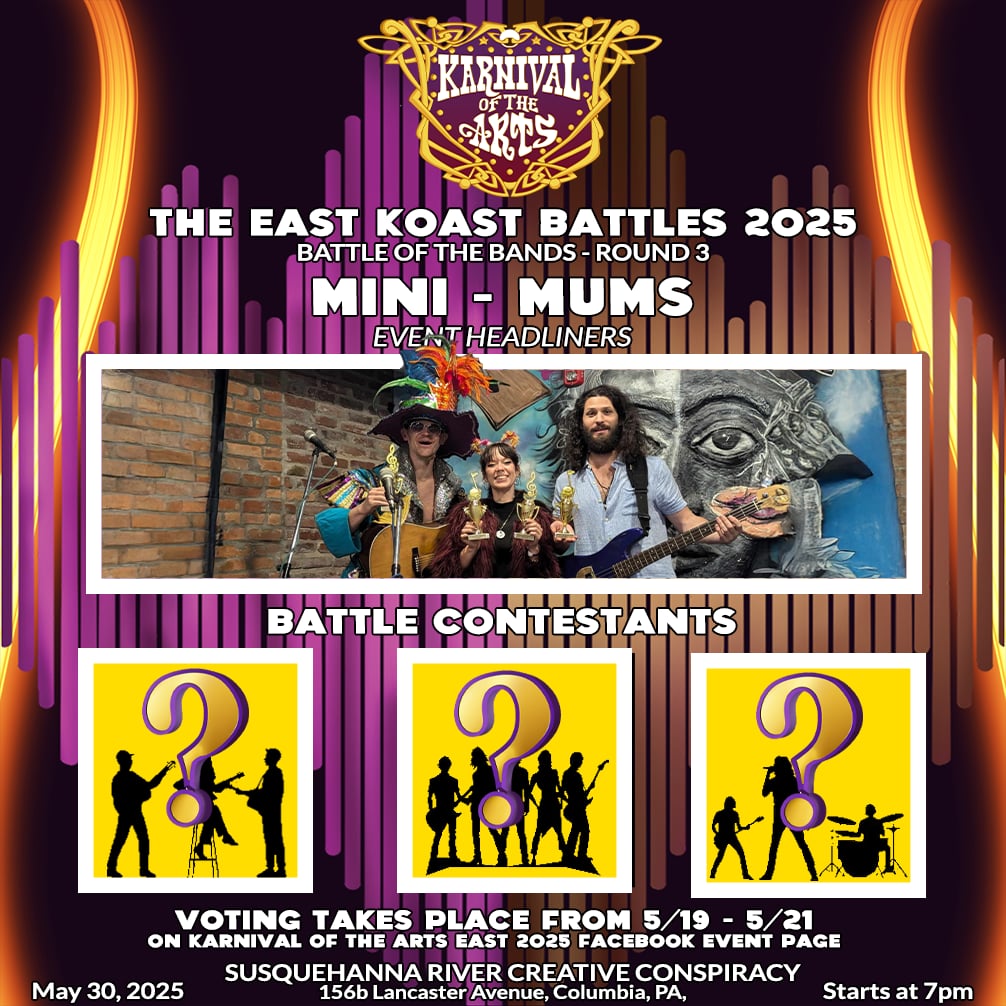 KARNIVAL
OF THE
ARTS
THE EAST KOAST BATTLES 2025
BATTLE OF THE BANDS - ROUND 3
MINI - MUMS
EVENT HEADLINERS
BATTLE CONTESTANTS
?
?
?
VOTING TAKES PLACE FROM 5/19 - 5/21
ON KARNIVAL OF THE ARTS EAST 2025 FACEBOOK EVENT PAGE
SUSQUEHANNA RIVER CREATIVE CONSPIRACY
May 30, 2025
156b Lancaster Avenue, Columbia, PA,
Starts at 7pm